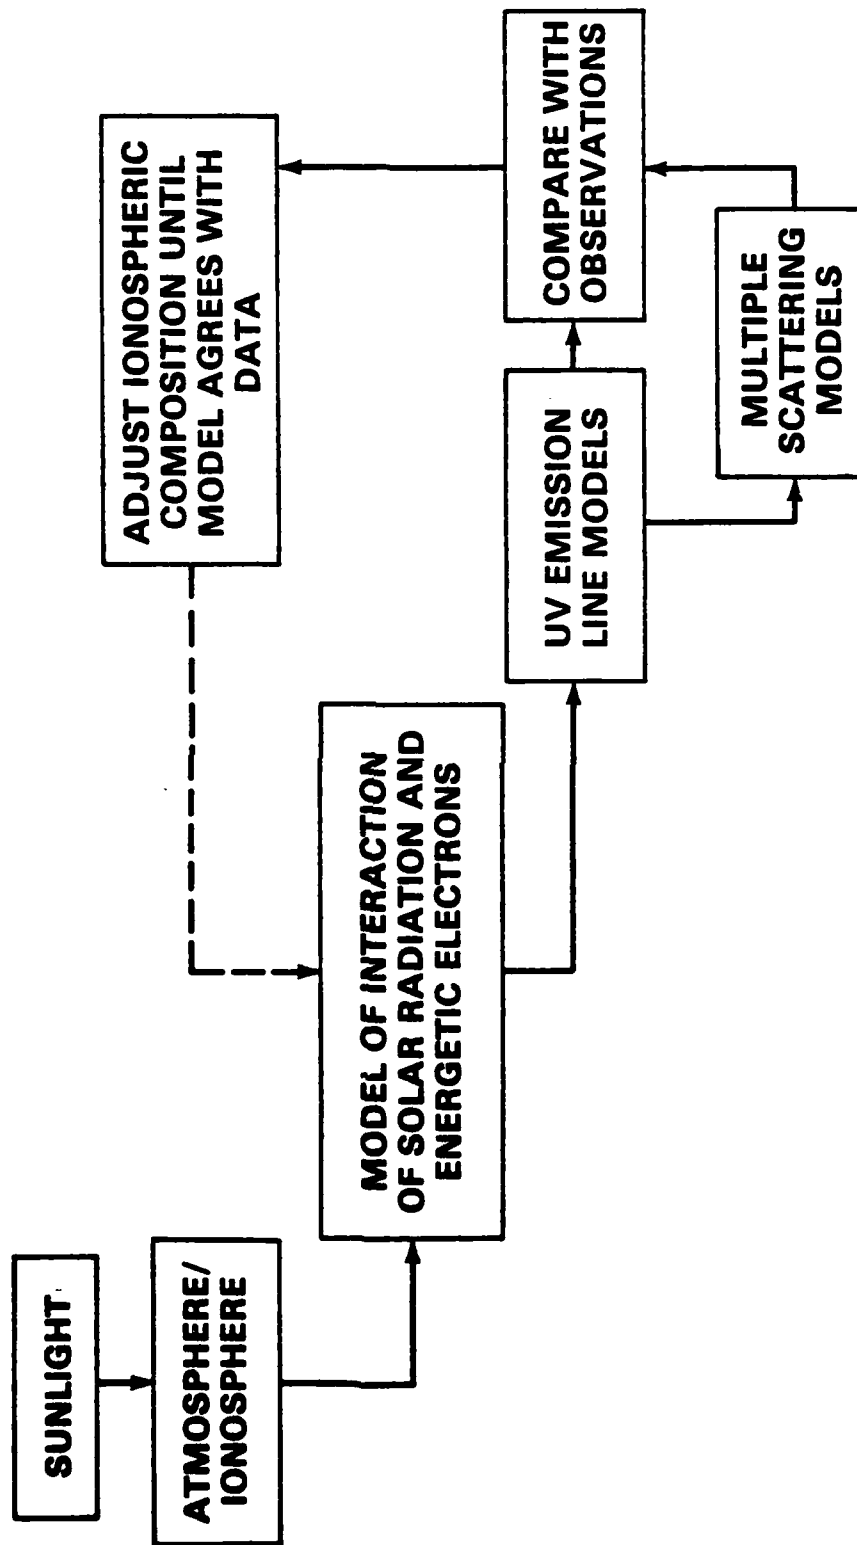 SUNLIGHT
ATMOSPHERE/
IONOSPHERE
MODEL OF INTERACTION
OF SOLAR RADIATION AND
ENERGETIC ELECTRONS
UV EMISSION
LINE MODELS
MULTIPLE
SCATTERING
MODELS
COMPARE WITH
OBSERVATIONS
ADJUST IONOSPHERIC
COMPOSITION UNTIL
MODEL AGREES WITH
DATA